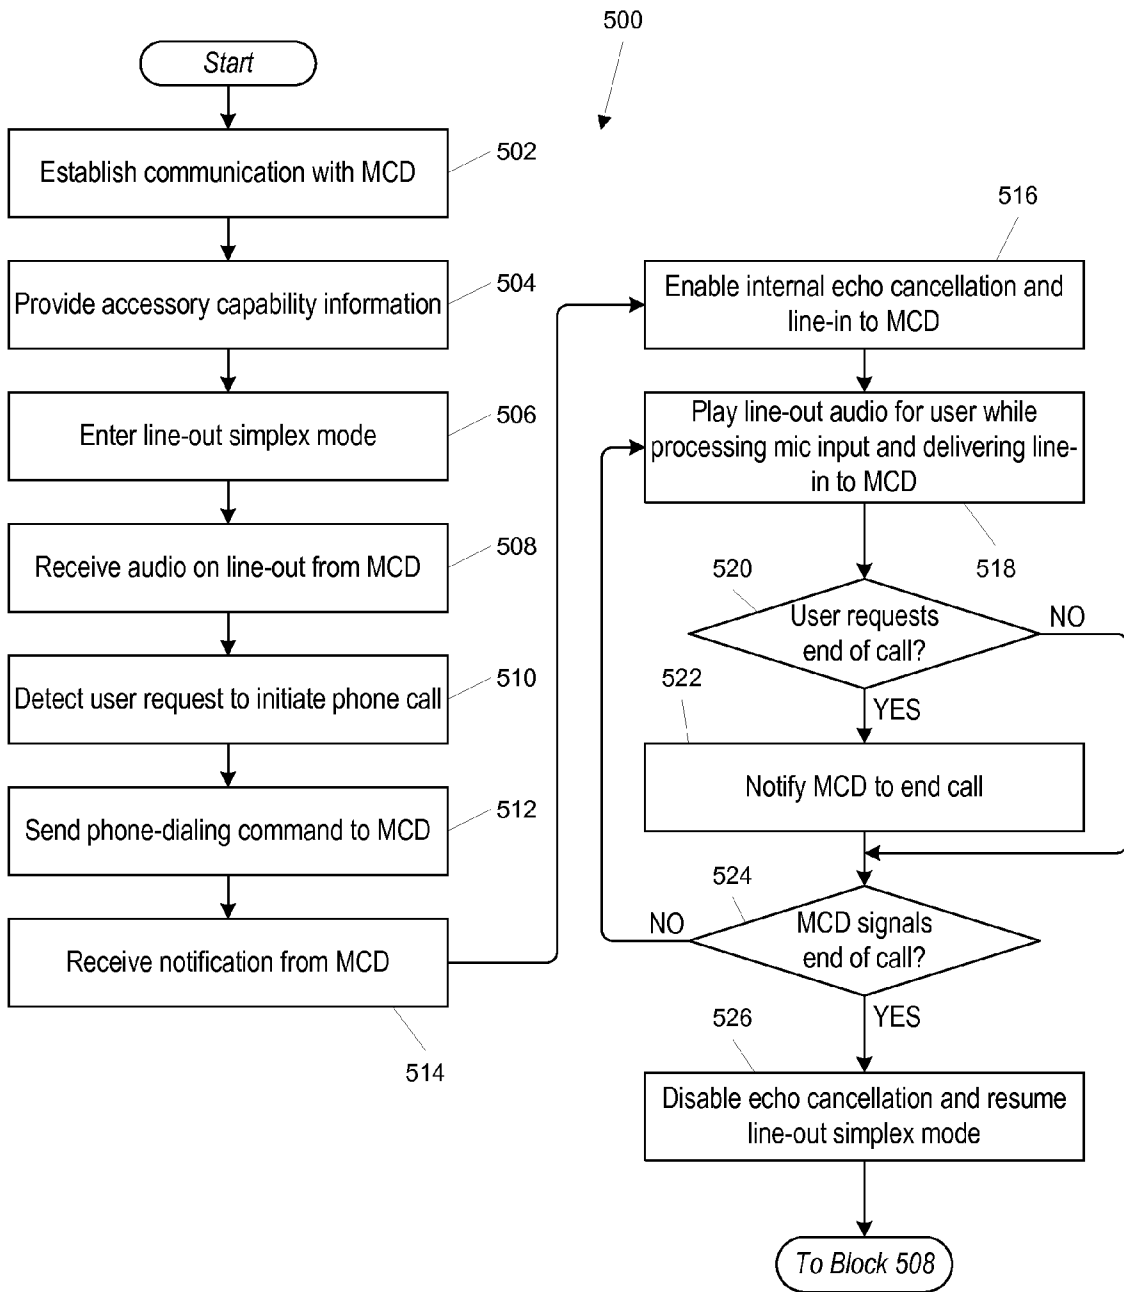 500
Start
Establish communication with MCD
502
Provide accessory capability information
504
Enter line-out simplex mode
506
Receive audio on line-out from MCD
508
Detect user request to initiate phone call
510
Send phone-dialing command to MCD
512
Receive notification from MCD
514
516
Enable internal echo cancellation and
line-in to MCD
Play line-out audio for user while
processing mic input and delivering line-
in to MCD
518
520
User requests
end of call?
NO
YES
522
Notify MCD to end call
524
MCD signals
end of call?
NO
YES
526
Disable echo cancellation and resume
line-out simplex mode
To Block 508